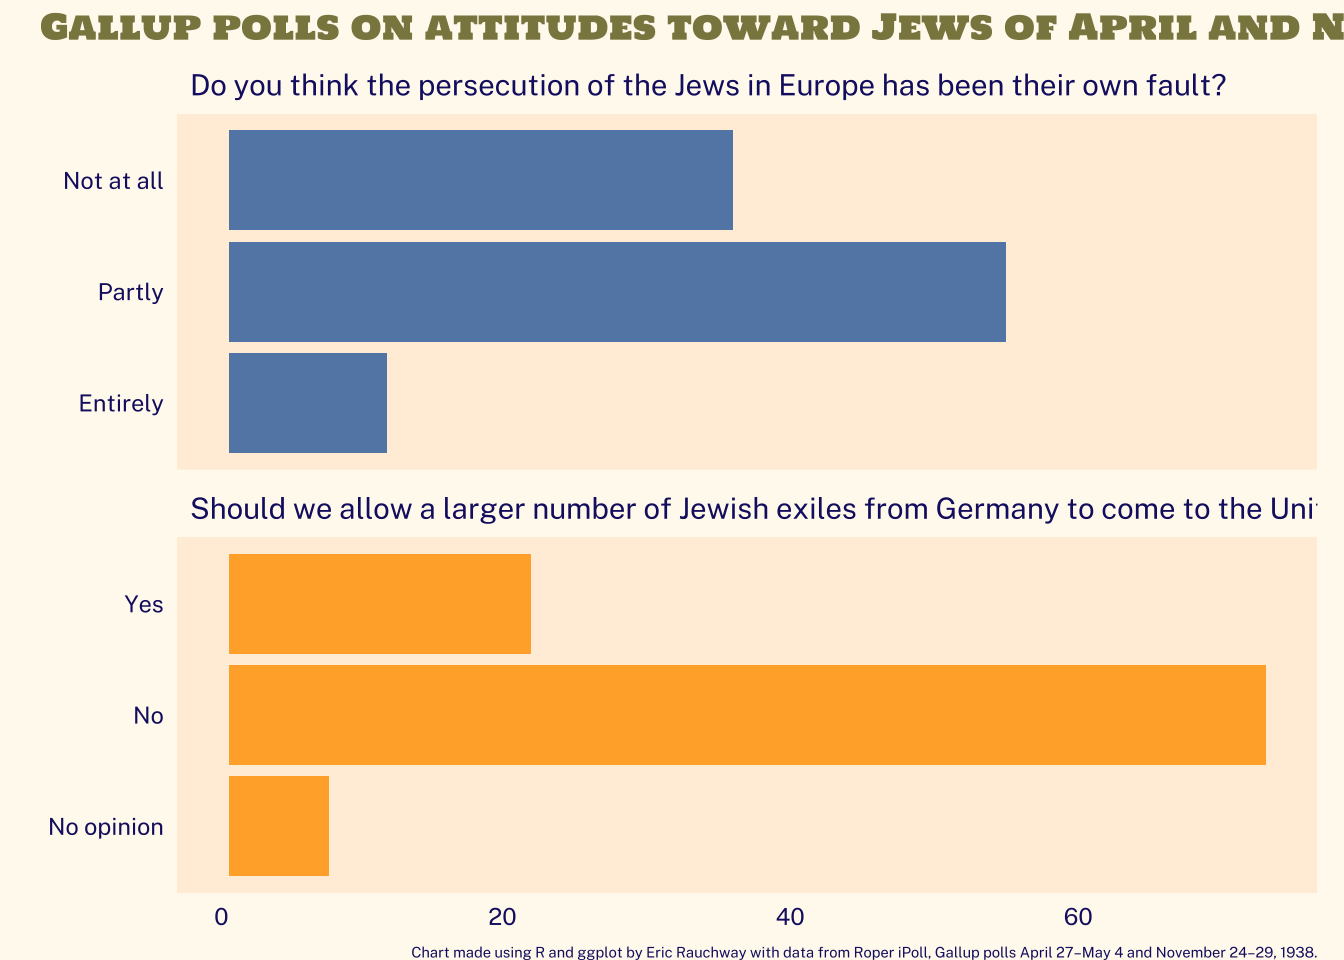 Gallup polls on attitudes toward Jews of April and N
Do you think the persecution of the Jews in Europe has been their own fault?
Not at all
Partly
Entirely
Should we allow a larger number of Jewish exiles from Germany to come to the Uni
Yes
No
No opinion
0 20 40 60
Chart made using R and ggplot by Eric Rauchway with data from Roper iPoll, Gallup polls April 27–May 4 and November 24–29, 1938.